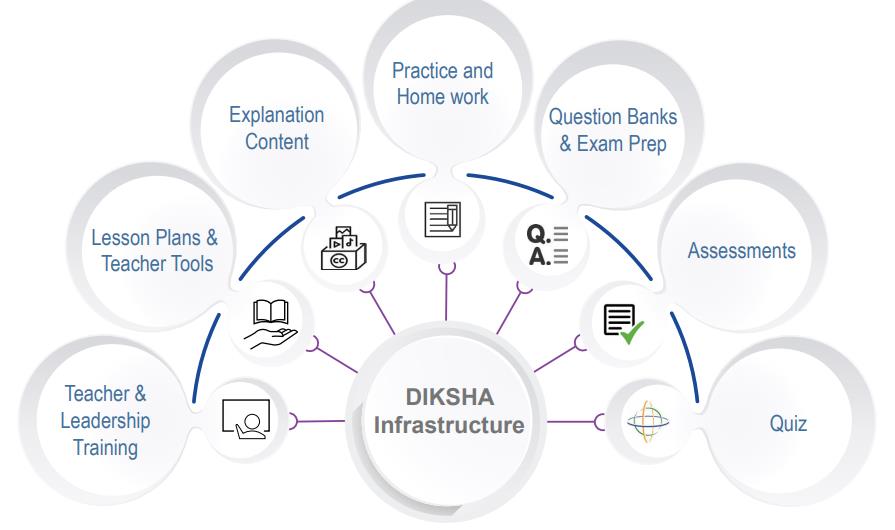 Practice and
Home work
Explanation
Content
Question Banks
& Exam Prep
Lesson Plans &
Teacher Tools
Q.
A.
Assessments
CC
Teacher &
Leadership
Training
DIKSHA
Infrastructure
Quiz